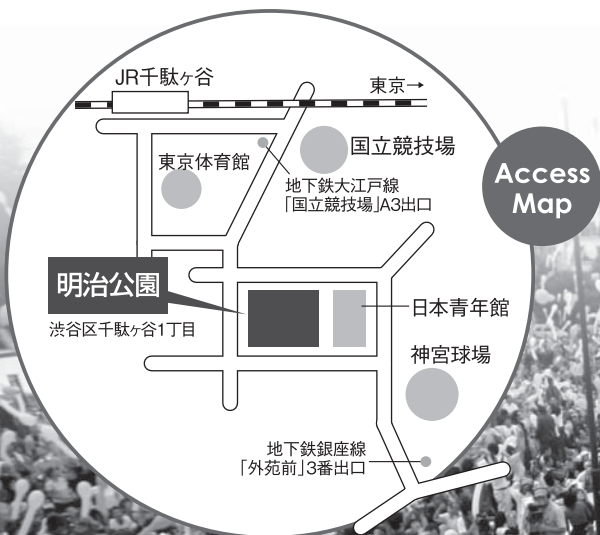 JR千駄ヶ谷
東京→
国立競技場
東京体育館
地下鉄大江戸線
「国立競技場」A3出口
Access
Map
明治公園
渋谷区千駄ヶ谷1丁目
日本青年館
神宮球場
地下鉄銀座線
「外苑前」3番出口